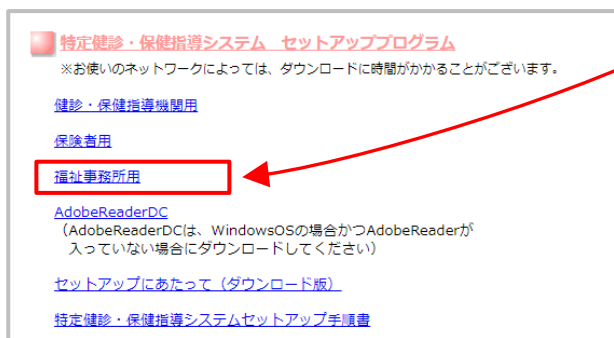 特定健診・保健指導システム　セットアッププログラム
※お使いのネットワークによっては、ダウンロードに時間がかかることがございます。
健診・保健指導機関用
保険者用
福祉事務所用
AdobeReaderDC
（AdobeReaderDCは、WindowsOSの場合かつAdobeReaderが
入っていない場合にダウンロードしてください）
セットアップにあたって（ダウンロード版）
特定健診・保健指導システムセットアップ手順書